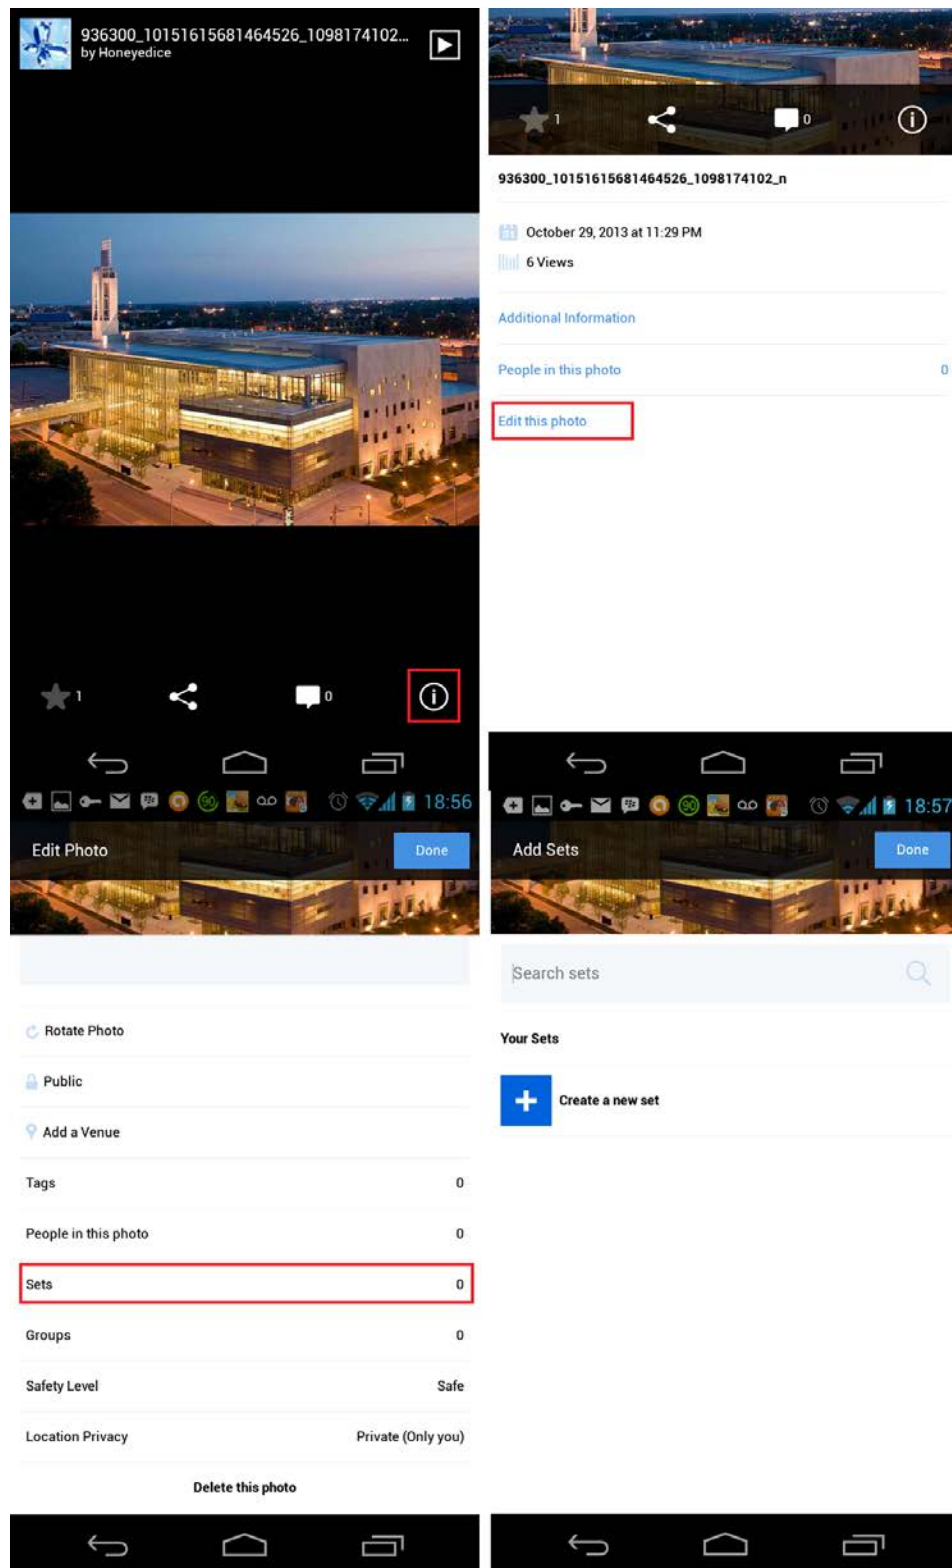 936300_10151615681464526_1098174102...
by Honeyedice
1
0
1
0
936300_10151615681464526_1098174102_n
October 29, 2013 at 11:29 PM
6 Views
Additional Information
People in this photo 0
Edit this photo
90 18:56
Edit Photo Done
Rotate Photo
Public
Add a Venue
Tags 0
People in this photo 0
Sets 0
Groups 0
Safety Level Safe
Location Privacy Private (Only you)
Delete this photo
90 18:57
Add Sets Done
Search sets
Your Sets
Create a new set